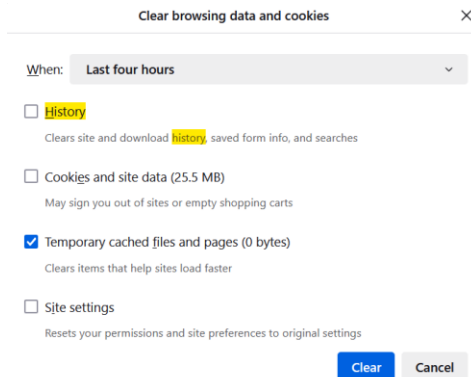 Clear browsing data and cookies
When: Last four hours
History
Clears site and download history, saved form info, and searches
Cookies and site data (25.5 MB)
May sign you out of sites or empty shopping carts
Temporary cached files and pages (0 bytes)
Clears items that help sites load faster
Site settings
Resets your permissions and site preferences to original settings
Clear Cancel